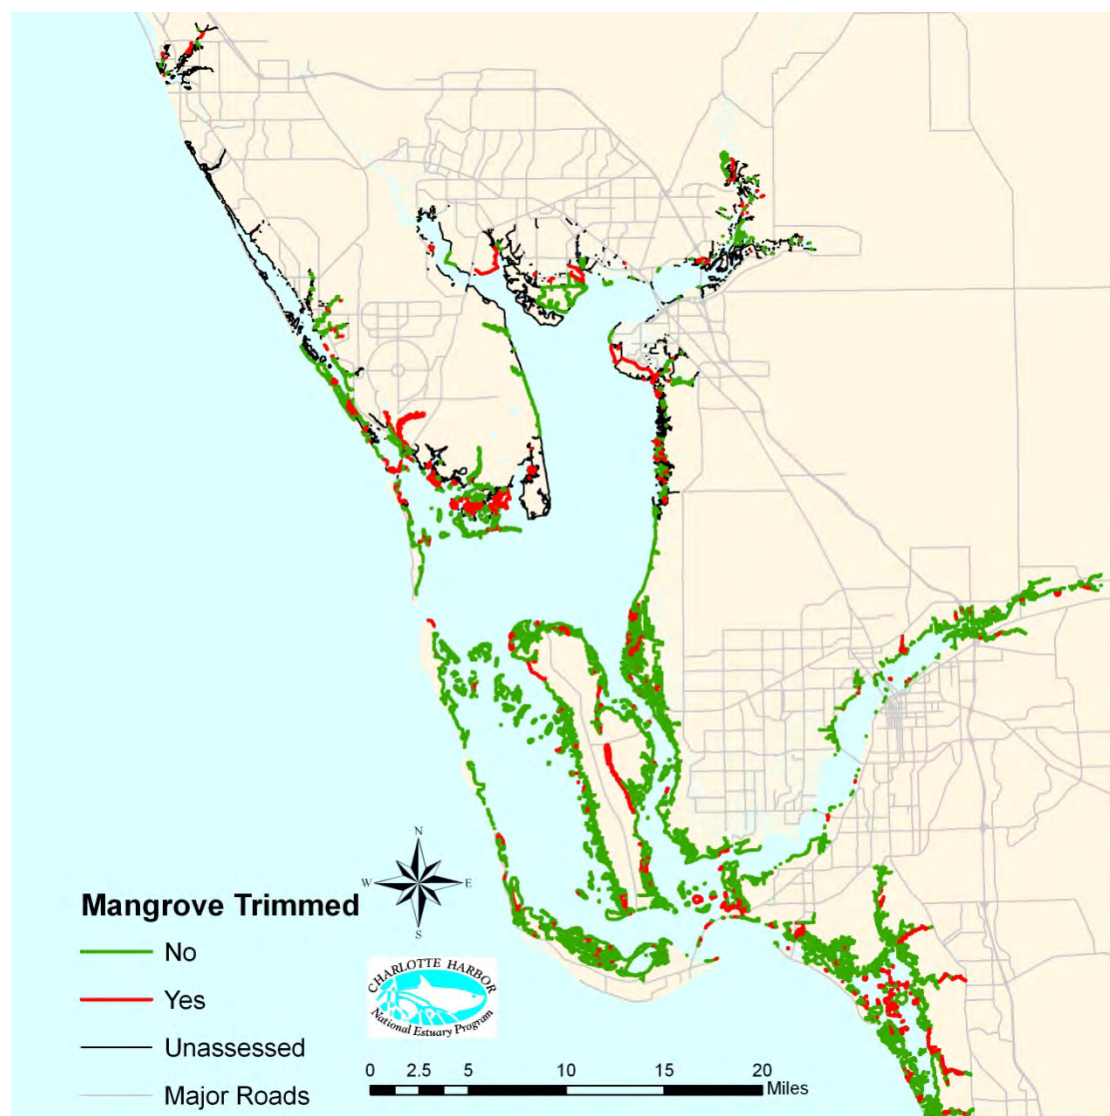 N
W E
S
Mangrove Trimmed
No
Yes
Unassessed
Major Roads
CHARLOTTE HARBOR
National Estuary Program
0 2.5 5 10 15 20
Miles